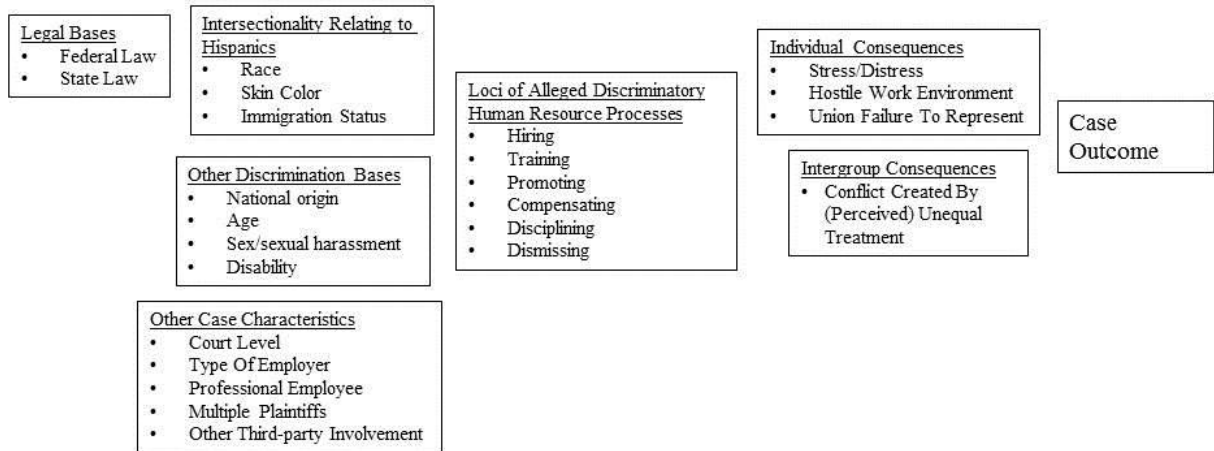 Legal Bases
• Federal Law
• State Law
Intersectionality Relating to
Hispanics
• Race
• Skin Color
• Immigration Status
Other Discrimination Bases
• National origin
• Age
• Sex/sexual harassment
• Disability
Other Case Characteristics
• Court Level
• Type Of Employer
• Professional Employee
• Multiple Plaintiffs
• Other Third-party Involvement
Loci of Alleged Discriminatory
Human Resource Processes
• Hiring
• Training
• Promoting
• Compensating
• Disciplining
• Dismissing
Individual Consequences
• Stress/Distress
• Hostile Work Environment
• Union Failure To Represent
Intergroup Consequences
• Conflict Created By
(Perceived) Unequal
Treatment
Case
Outcome